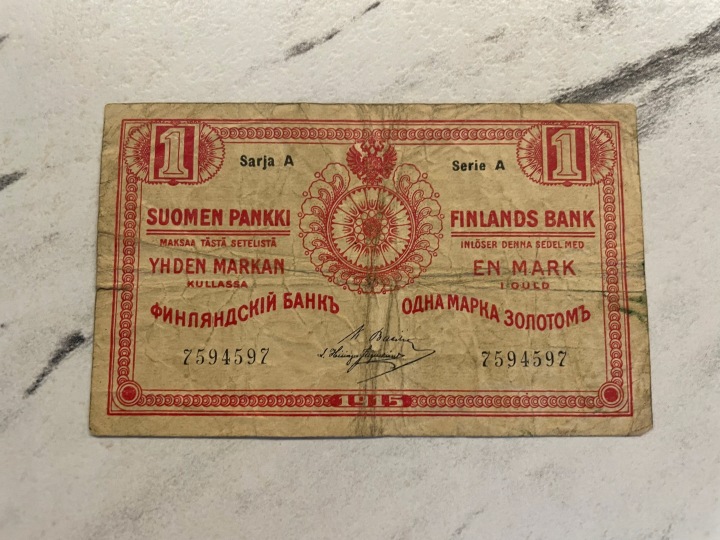 1 1
Sarja A Serie A
SUOMEN PANKKI FINLANDS BANK
MAKSAA TÄSTÄ SETELISTÄ INLÖSER DENNA SEDEL MED
YHDEN MARKAN EN MARK
KULLASSA I GULD
ФИНЛЯНДСКІЙ БАНКЪ ОДНА МАРКА ЗОЛОТОМЪ
7594597 7594597
1915